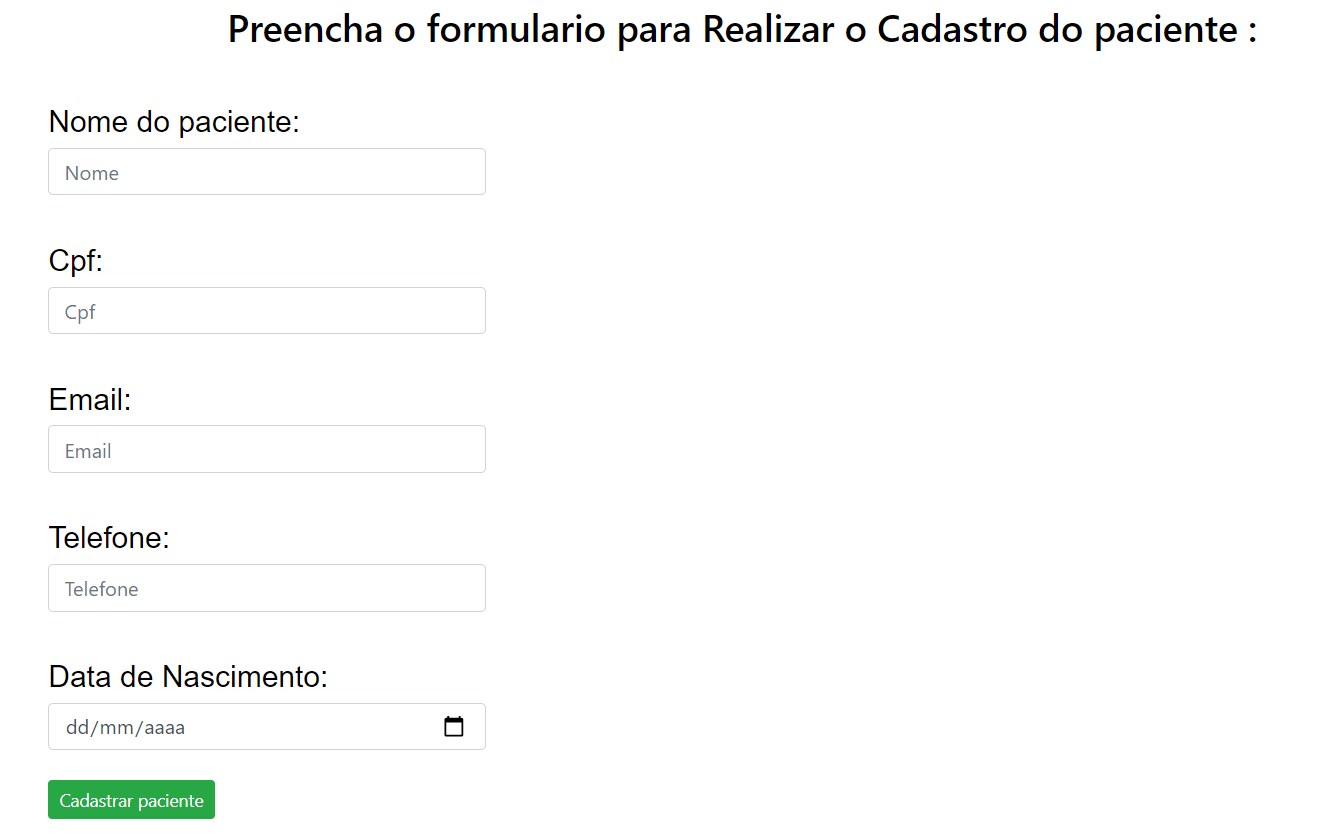 Preencha o formulario para Realizar o Cadastro do paciente :
Nome do paciente:
Nome
Cpf:
Cpf
Email:
Email
Telefone:
Telefone
Data de Nascimento:
dd/mm/aaaa
Cadastrar paciente